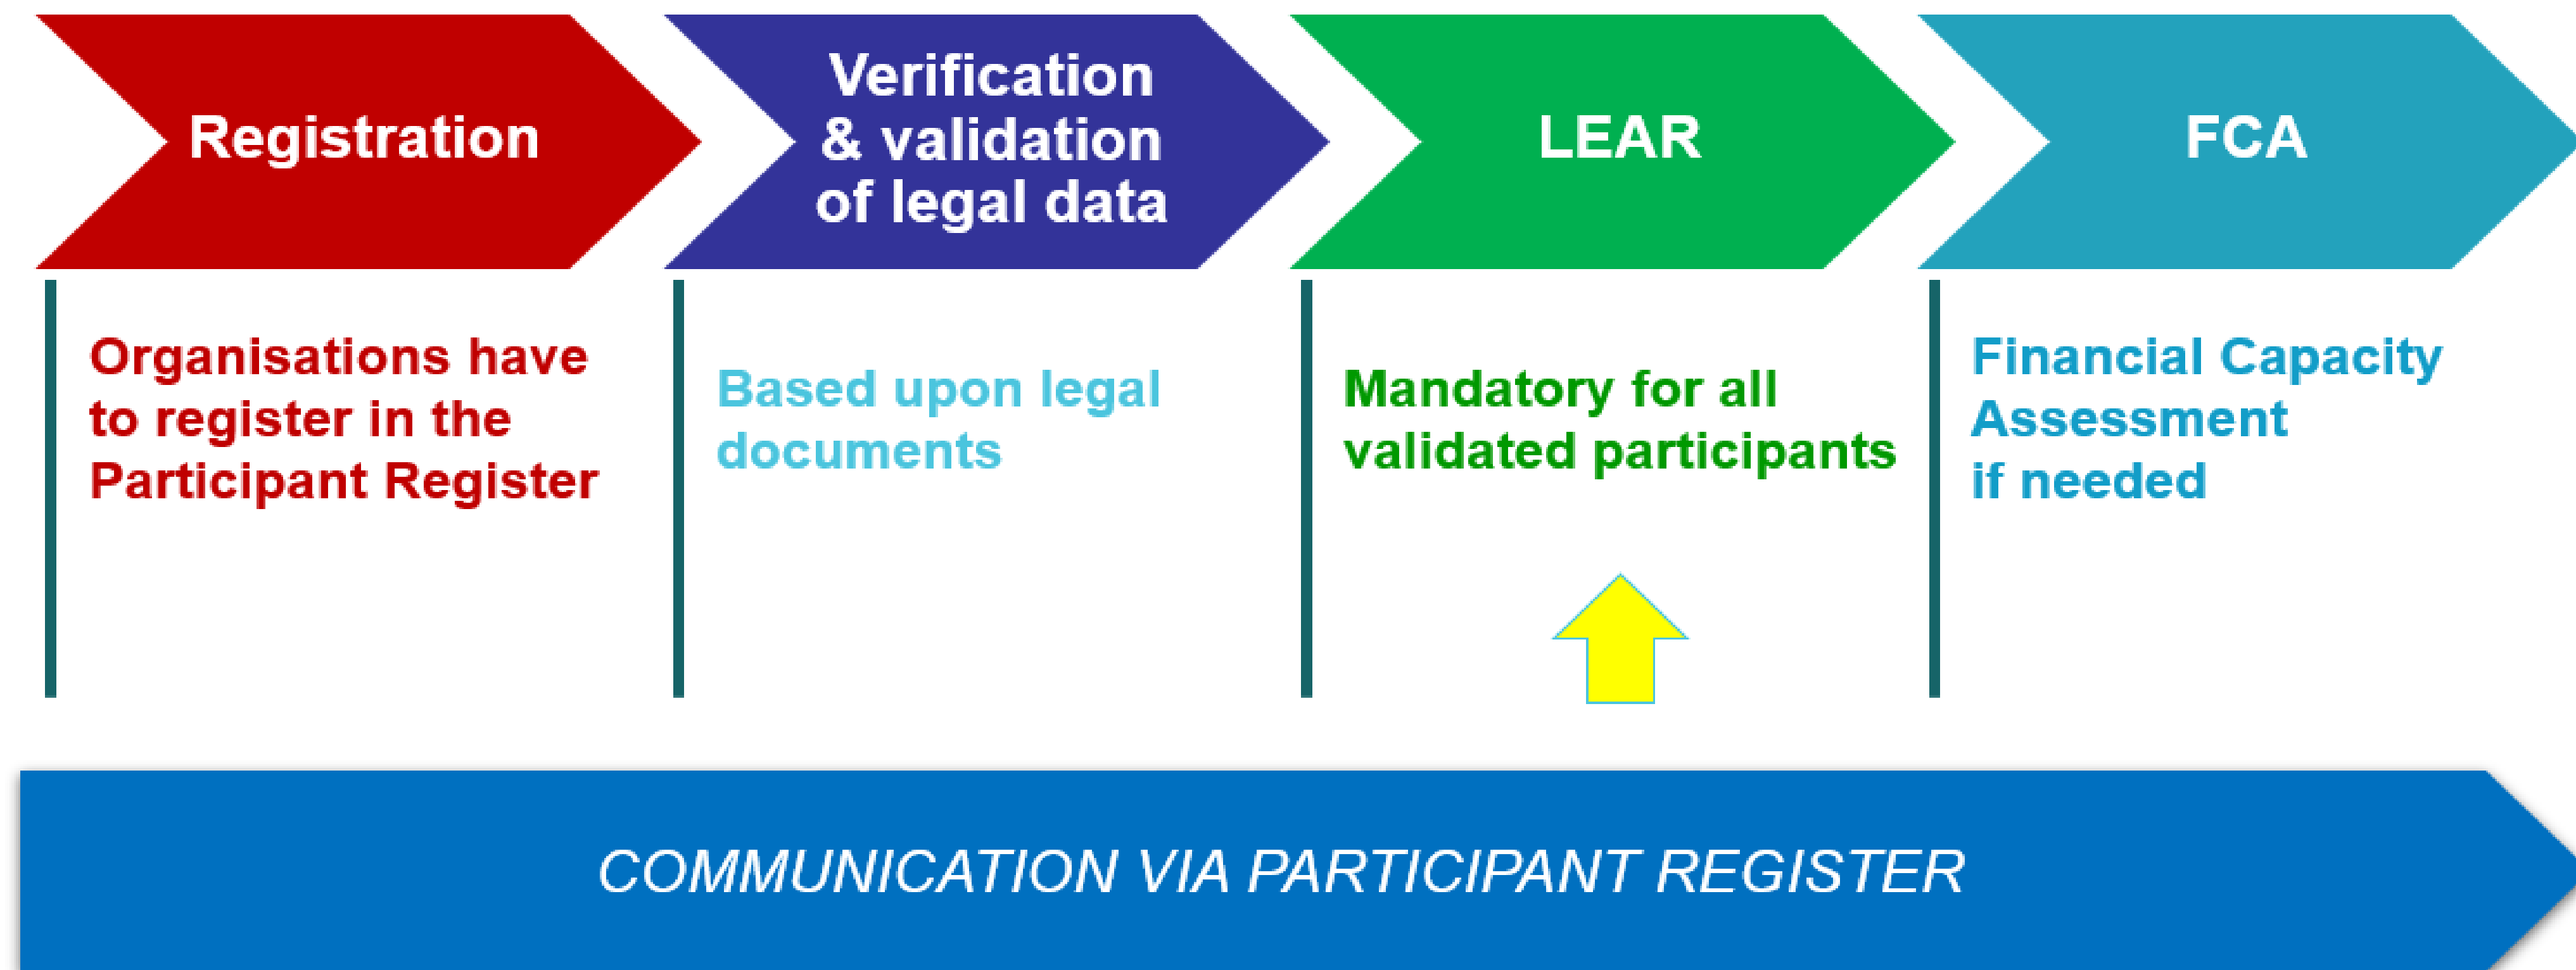 Registration
Verification
& validation
of legal data
LEAR
FCA
Organisations have
to register in the
Participant Register
Based upon legal
documents
Mandatory for all
validated participants
Financial Capacity
Assessment
if needed
COMMUNICATION VIA PARTICIPANT REGISTER